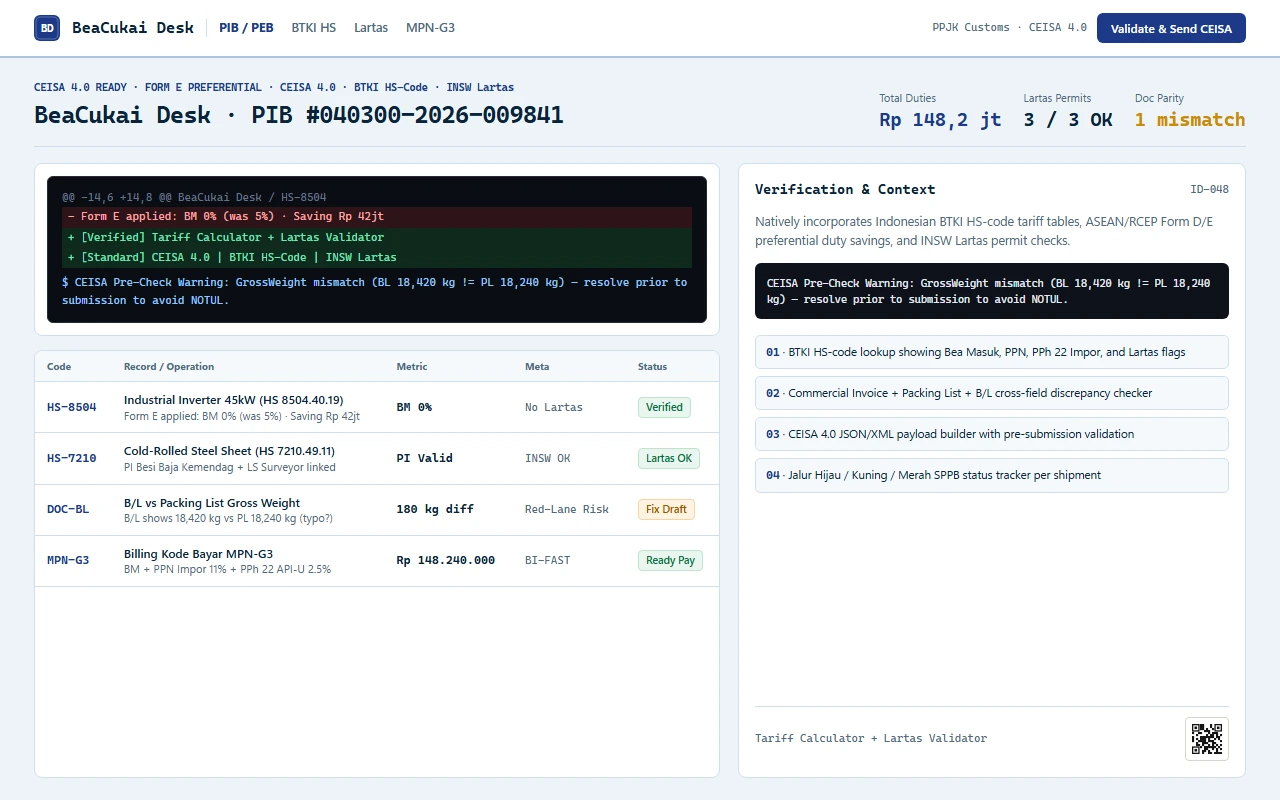 BD BeaCukai Desk PIB / PEB BTKI HS Lartas MPN-G3 PPJK Customs · CEISA 4.0 Validate & Send CEISA
CEISA 4.0 READY · FORM E PREFERENTIAL · CEISA 4.0 · BTKI HS-Code · INSW Lartas
BeaCukai Desk · PIB #040300-2026-009841
Total Duties
Rp 148,2 jt
Lartas Permits
3 / 3 OK
Doc Parity
1 mismatch
@@ -14,6 +14,8 @@ BeaCukai Desk / HS-8504
- Form E applied: BM 0% (was 5%) · Saving Rp 42jt
+ [Verified] Tariff Calculator + Lartas Validator
+ [Standard] CEISA 4.0 | BTKI HS-Code | INSW Lartas
$ CEISA Pre-Check Warning: GrossWeight mismatch (BL 18,420 kg != PL 18,240 kg) — resolve prior to
submission to avoid NOTUL.
Code Record / Operation Metric Meta Status
HS-8504 Industrial Inverter 45kW (HS 8504.40.19) BM 0% No Lartas Verified
Form E applied: BM 0% (was 5%) · Saving Rp 42jt
HS-7210 Cold-Rolled Steel Sheet (HS 7210.49.11) PI Valid INSW OK Lartas OK
PI Besi Baja Kemendag + LS Surveyor linked
DOC-BL B/L vs Packing List Gross Weight 180 kg diff Red-Lane Risk Fix Draft
B/L shows 18,420 kg vs PL 18,240 kg (typo?)
MPN-G3 Billing Kode Bayar MPN-G3 Rp 148.240.000 BI-FAST Ready Pay
BM + PPN Impor 11% + PPh 22 API-U 2.5%
Verification & Context ID-048
Natively incorporates Indonesian BTKI HS-code tariff tables, ASEAN/RCEP Form D/E
preferential duty savings, and INSW Lartas permit checks.
CEISA Pre-Check Warning: GrossWeight mismatch (BL 18,420 kg != PL 18,240
kg) — resolve prior to submission to avoid NOTUL.
01 · BTKI HS-code lookup showing Bea Masuk, PPN, PPh 22 Impor, and Lartas flags
02 · Commercial Invoice + Packing List + B/L cross-field discrepancy checker
03 · CEISA 4.0 JSON/XML payload builder with pre-submission validation
04 · Jalur Hijau / Kuning / Merah SPPB status tracker per shipment
Tariff Calculator + Lartas Validator